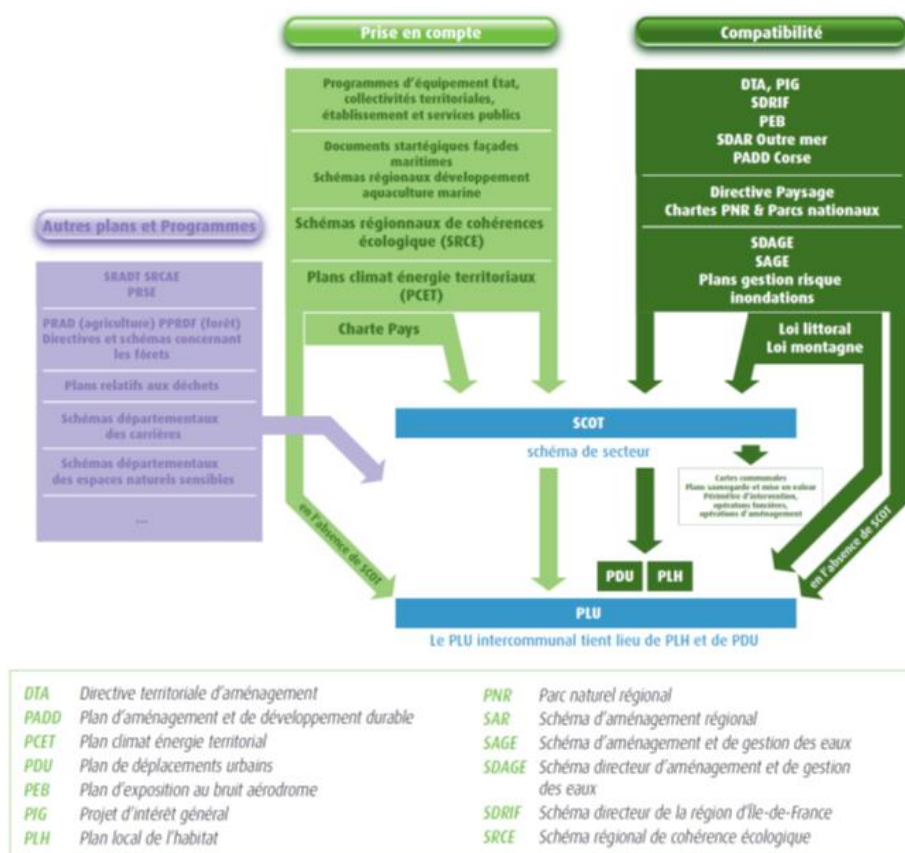 Prise en compte
Programmes d'équipement État,
collectivités territoriales,
établissement et services publics
Documents startégiques façades
maritimes
Schémas régionaux développement
aquaculture marine
Schémas régionnaux de cohérences
écologique (SRCE)
Plans climat énergie territoriaux
(PCET)
Charte Pays
en l'absence de SCOT
Compatibilité
DTA, PIG
SDRIF
PEB
SDAR Outre mer
PADD Corse
Directive Paysage
Chartes PNR & Parcs nationaux
SDAGE
SAGE
Plans gestion risque
inondations
Loi littoral
Loi montagne
en l'absence de SCOT
Autres plans et Programmes
SRADT SRCAE
PRSE
PRAD (agriculture) PPRDF (forêt)
Directives et schémas concernant
les fôrets
Plans relatifs aux déchets
Schémas départementaux
des carrières
Schémas départementaux
des espaces naturels sensibles
...
SCOT
schéma de secteur
Cartes communales
Plans sauvegarde et mise en valeur
Périmètre d'intervention,
opératons foncières,
opérations d'aménagement
PDU PLH
PLU
Le PLU intercommunal tient lieu de PLH et de PDU
DTA Directive territoriale d'aménagement
PADD Plan d'aménagement et de développement durable
PCET Plan climat énergie territorial
PDU Plan de déplacements urbains
PEB Plan d'exposition au bruit aérodrome
PIG Projet d'intérêt général
PLH Plan local de l'habitat
PNR Parc naturel régional
SAR Schéma d'aménagement régional
SAGE Schéma d'aménagement et de gestion des eaux
SDAGE Schéma directeur d'aménagement et de gestion
des eaux
SDRIF Schéma directeur de la région d'Île-de-France
SRCE Schéma régional de cohérence écologique